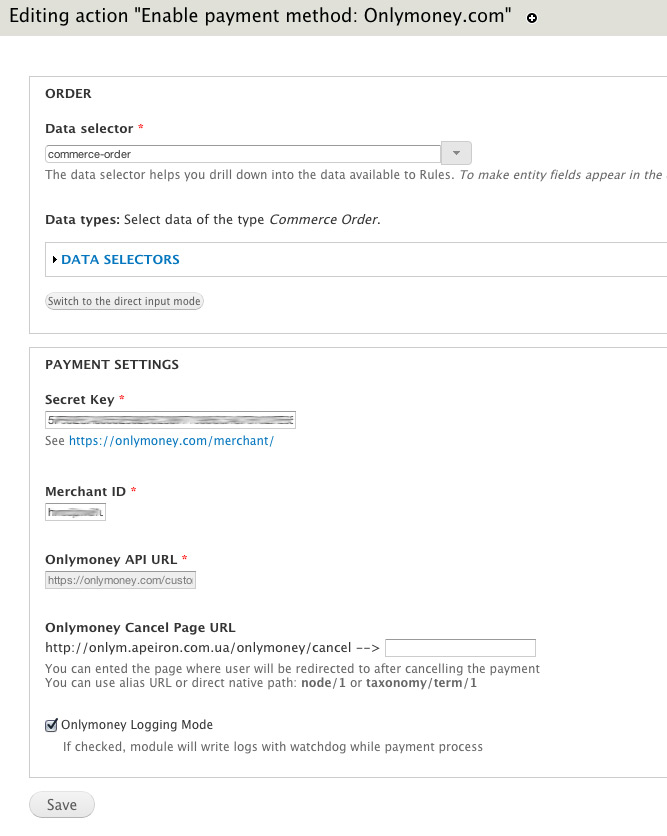 Editing action "Enable payment method: Onlymoney.com"
ORDER
Data selector *
commerce-order
The data selector helps you drill down into the data available to Rules. To make entity fields appear in the
Data types: Select data of the type Commerce Order.
DATA SELECTORS
Switch to the direct input mode
PAYMENT SETTINGS
Secret Key *
See https://onlymoney.com/merchant/
Merchant ID *
Onlymoney API URL *
https://onlymoney.com/custo
Onlymoney Cancel Page URL
http://onlym.apeiron.com.ua/onlymoney/cancel -->
You can ented the page where user will be redirected to after cancelling the payment
You can use alias URL or direct native path: node/1 or taxonomy/term/1
Onlymoney Logging Mode
If checked, module will write logs with watchdog while payment process
Save